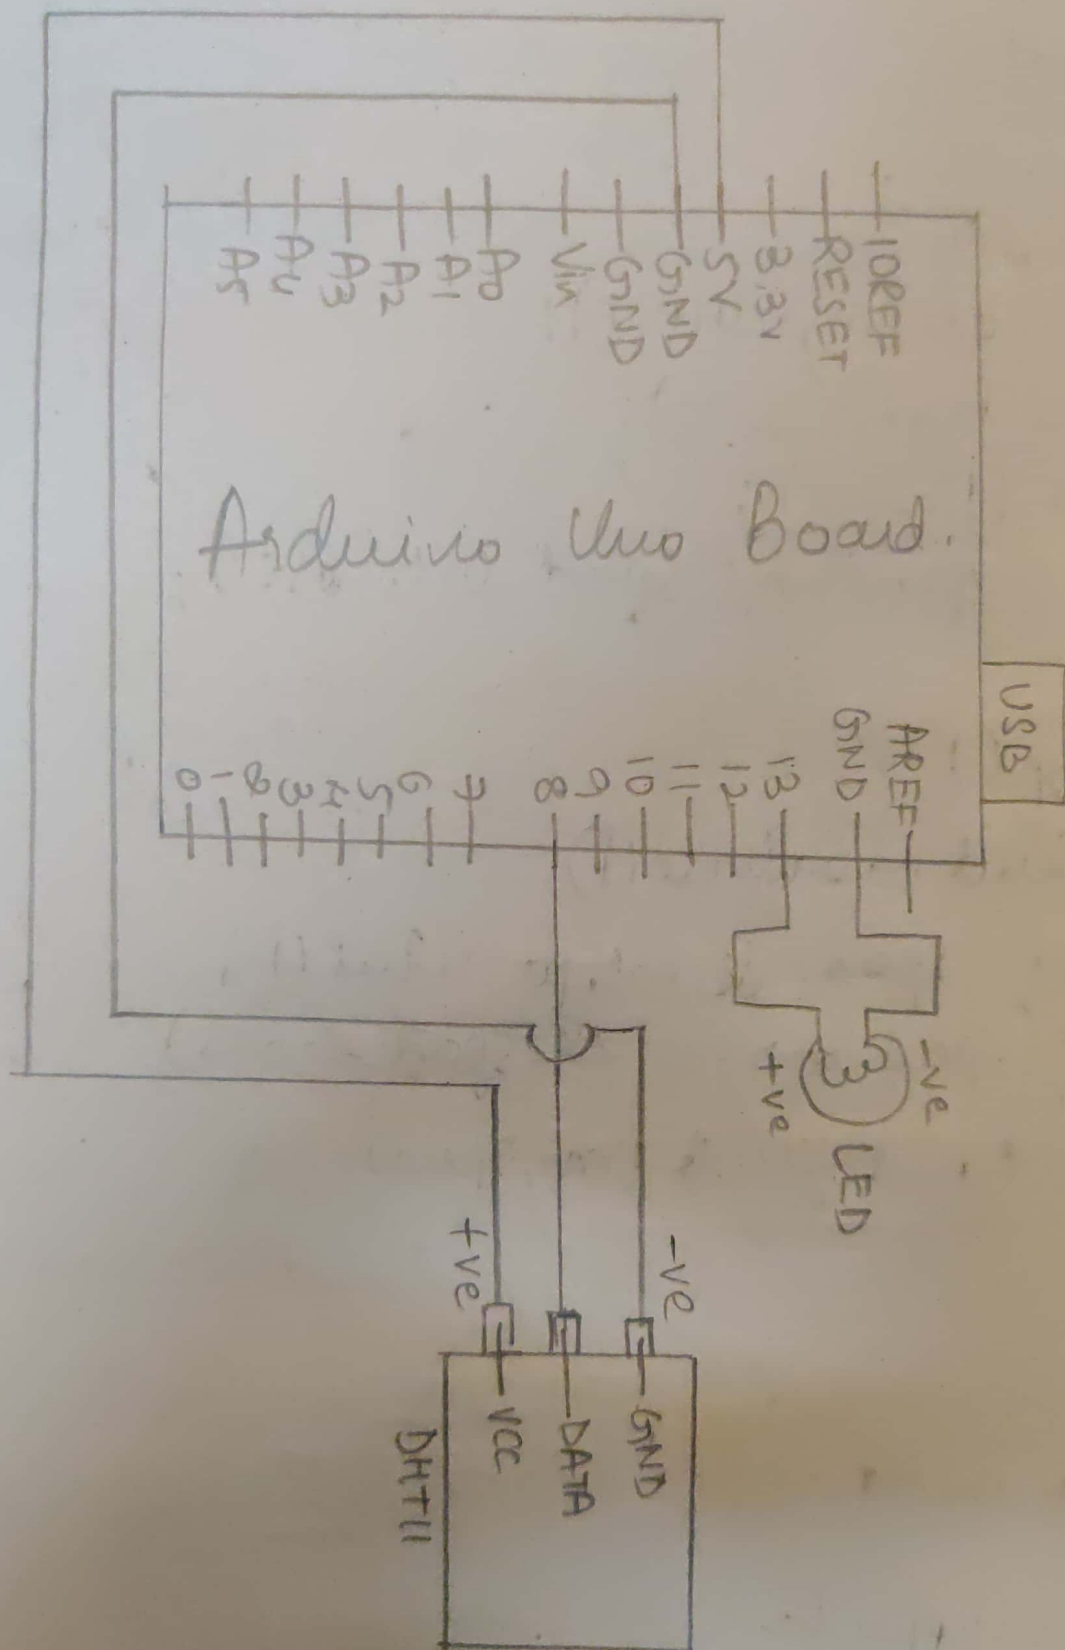 IOREF
RESET
3.3V
5V
GND
GND
Vin
A0
A1
A2
A3
A4
A5
Arduino Uno Board.
USB
AREF
GND
13
12
11
10
9
8
7
6
5
4
3
2
1
0
-ve
+ve
LED
-ve
+ve
GND
DATA
VCC
DHT11